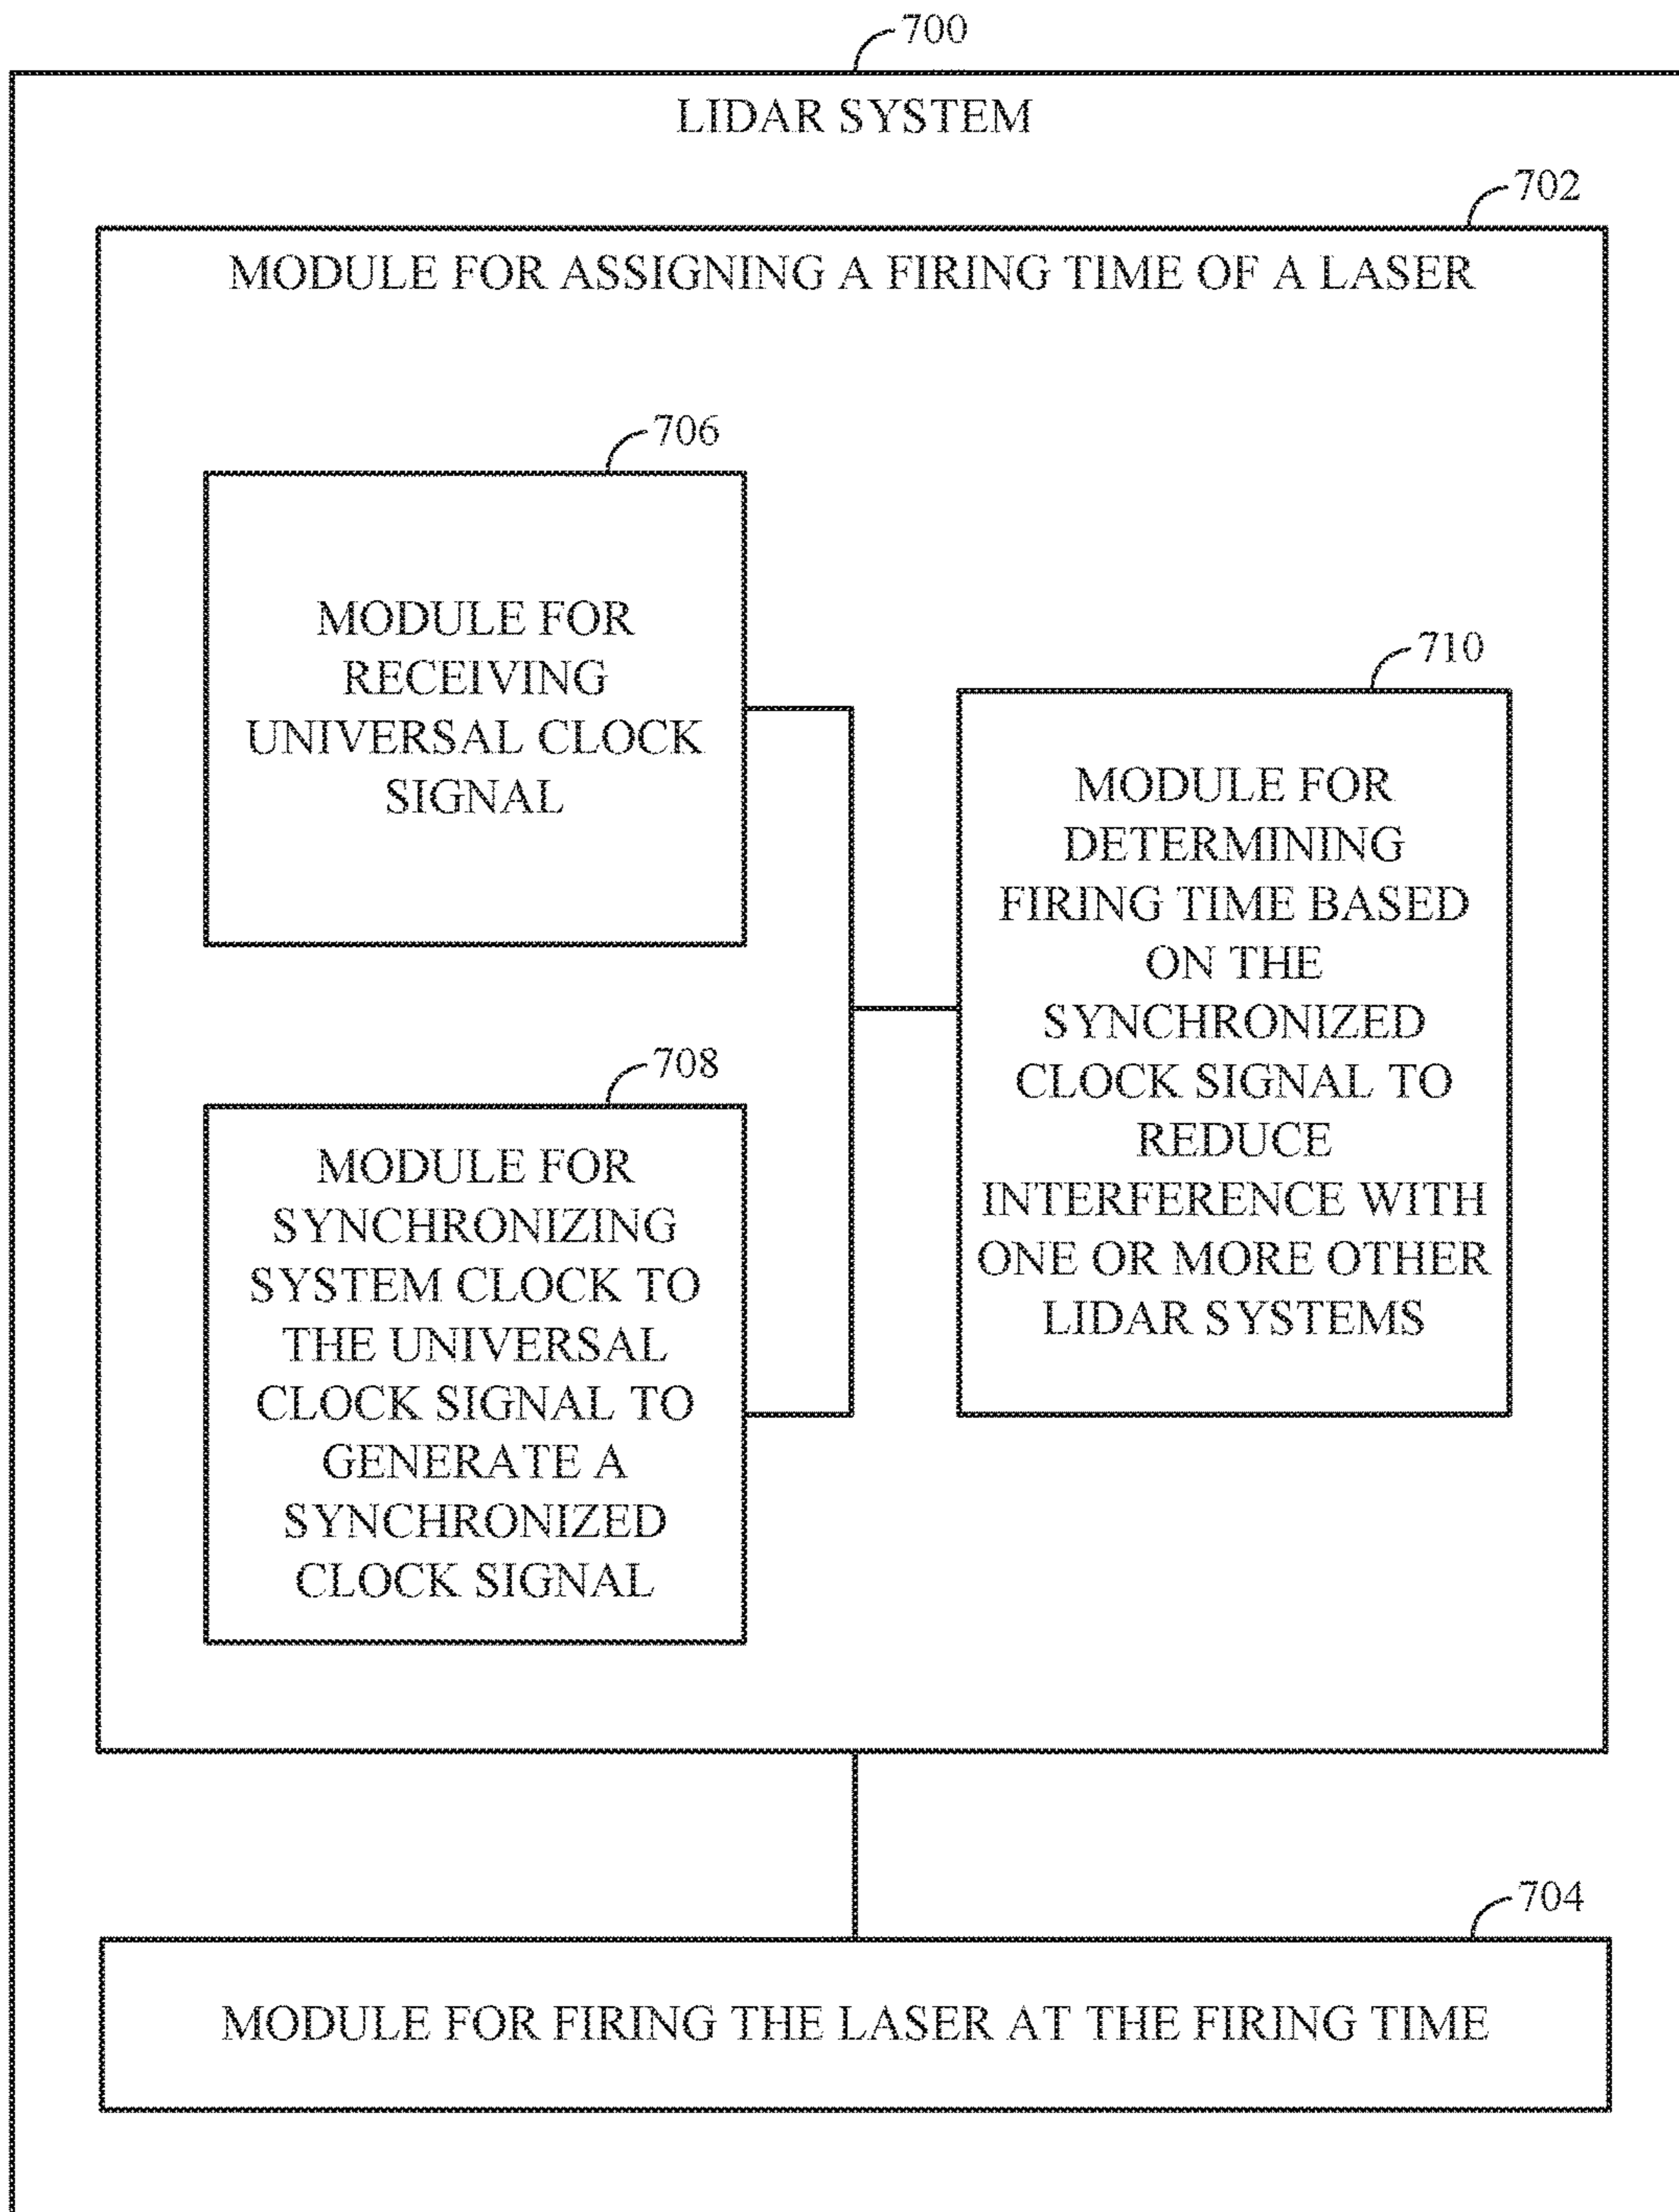 700
LIDAR SYSTEM
702
MODULE FOR ASSIGNING A FIRING TIME OF A LASER
706
MODULE FOR
RECEIVING
UNIVERSAL CLOCK
SIGNAL
710
MODULE FOR
DETERMINING
FIRING TIME BASED
ON THE
SYNCHRONIZED
CLOCK SIGNAL TO
REDUCE
INTERFERENCE WITH
ONE OR MORE OTHER
LIDAR SYSTEMS
708
MODULE FOR
SYNCHRONIZING
SYSTEM CLOCK TO
THE UNIVERSAL
CLOCK SIGNAL TO
GENERATE A
SYNCHRONIZED
CLOCK SIGNAL
704
MODULE FOR FIRING THE LASER AT THE FIRING TIME